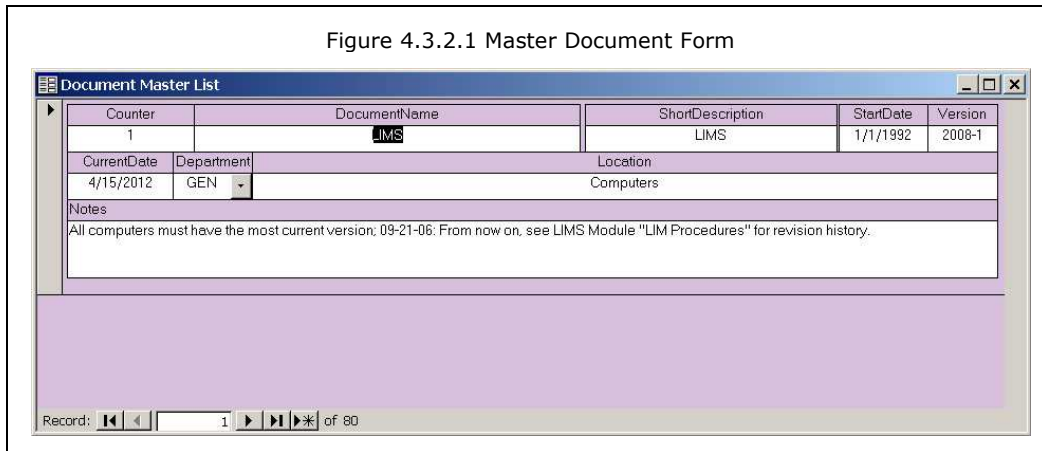 Figure 4.3.2.1 Master Document Form
Document Master List
Counter DocumentName ShortDescription StartDate Version
1 LIMS LIMS 1/1/1992 2008-1
CurrentDate Department Location
4/15/2012 GEN Computers
Notes
All computers must have the most current version; 09-21-06: From now on, see LIMS Module "LIM Procedures" for revision history.
Record: 1 of 80